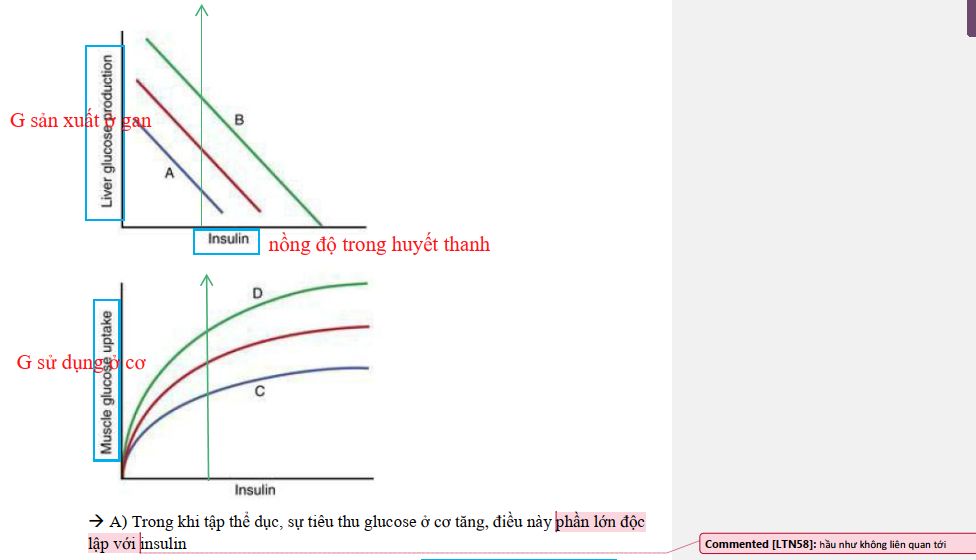 Liver glucose production
G sản xuất ở gan
B
A
Insulin
nồng độ trong huyết thanh
D
Muscle glucose uptake
G sử dụng ở cơ
C
Insulin
→ A) Trong khi tập thể dục, sự tiêu thu glucose ở cơ tăng, điều này phần lớn độc
lập với insulin
Commented [LTN58]: hầu như không liên quan tới